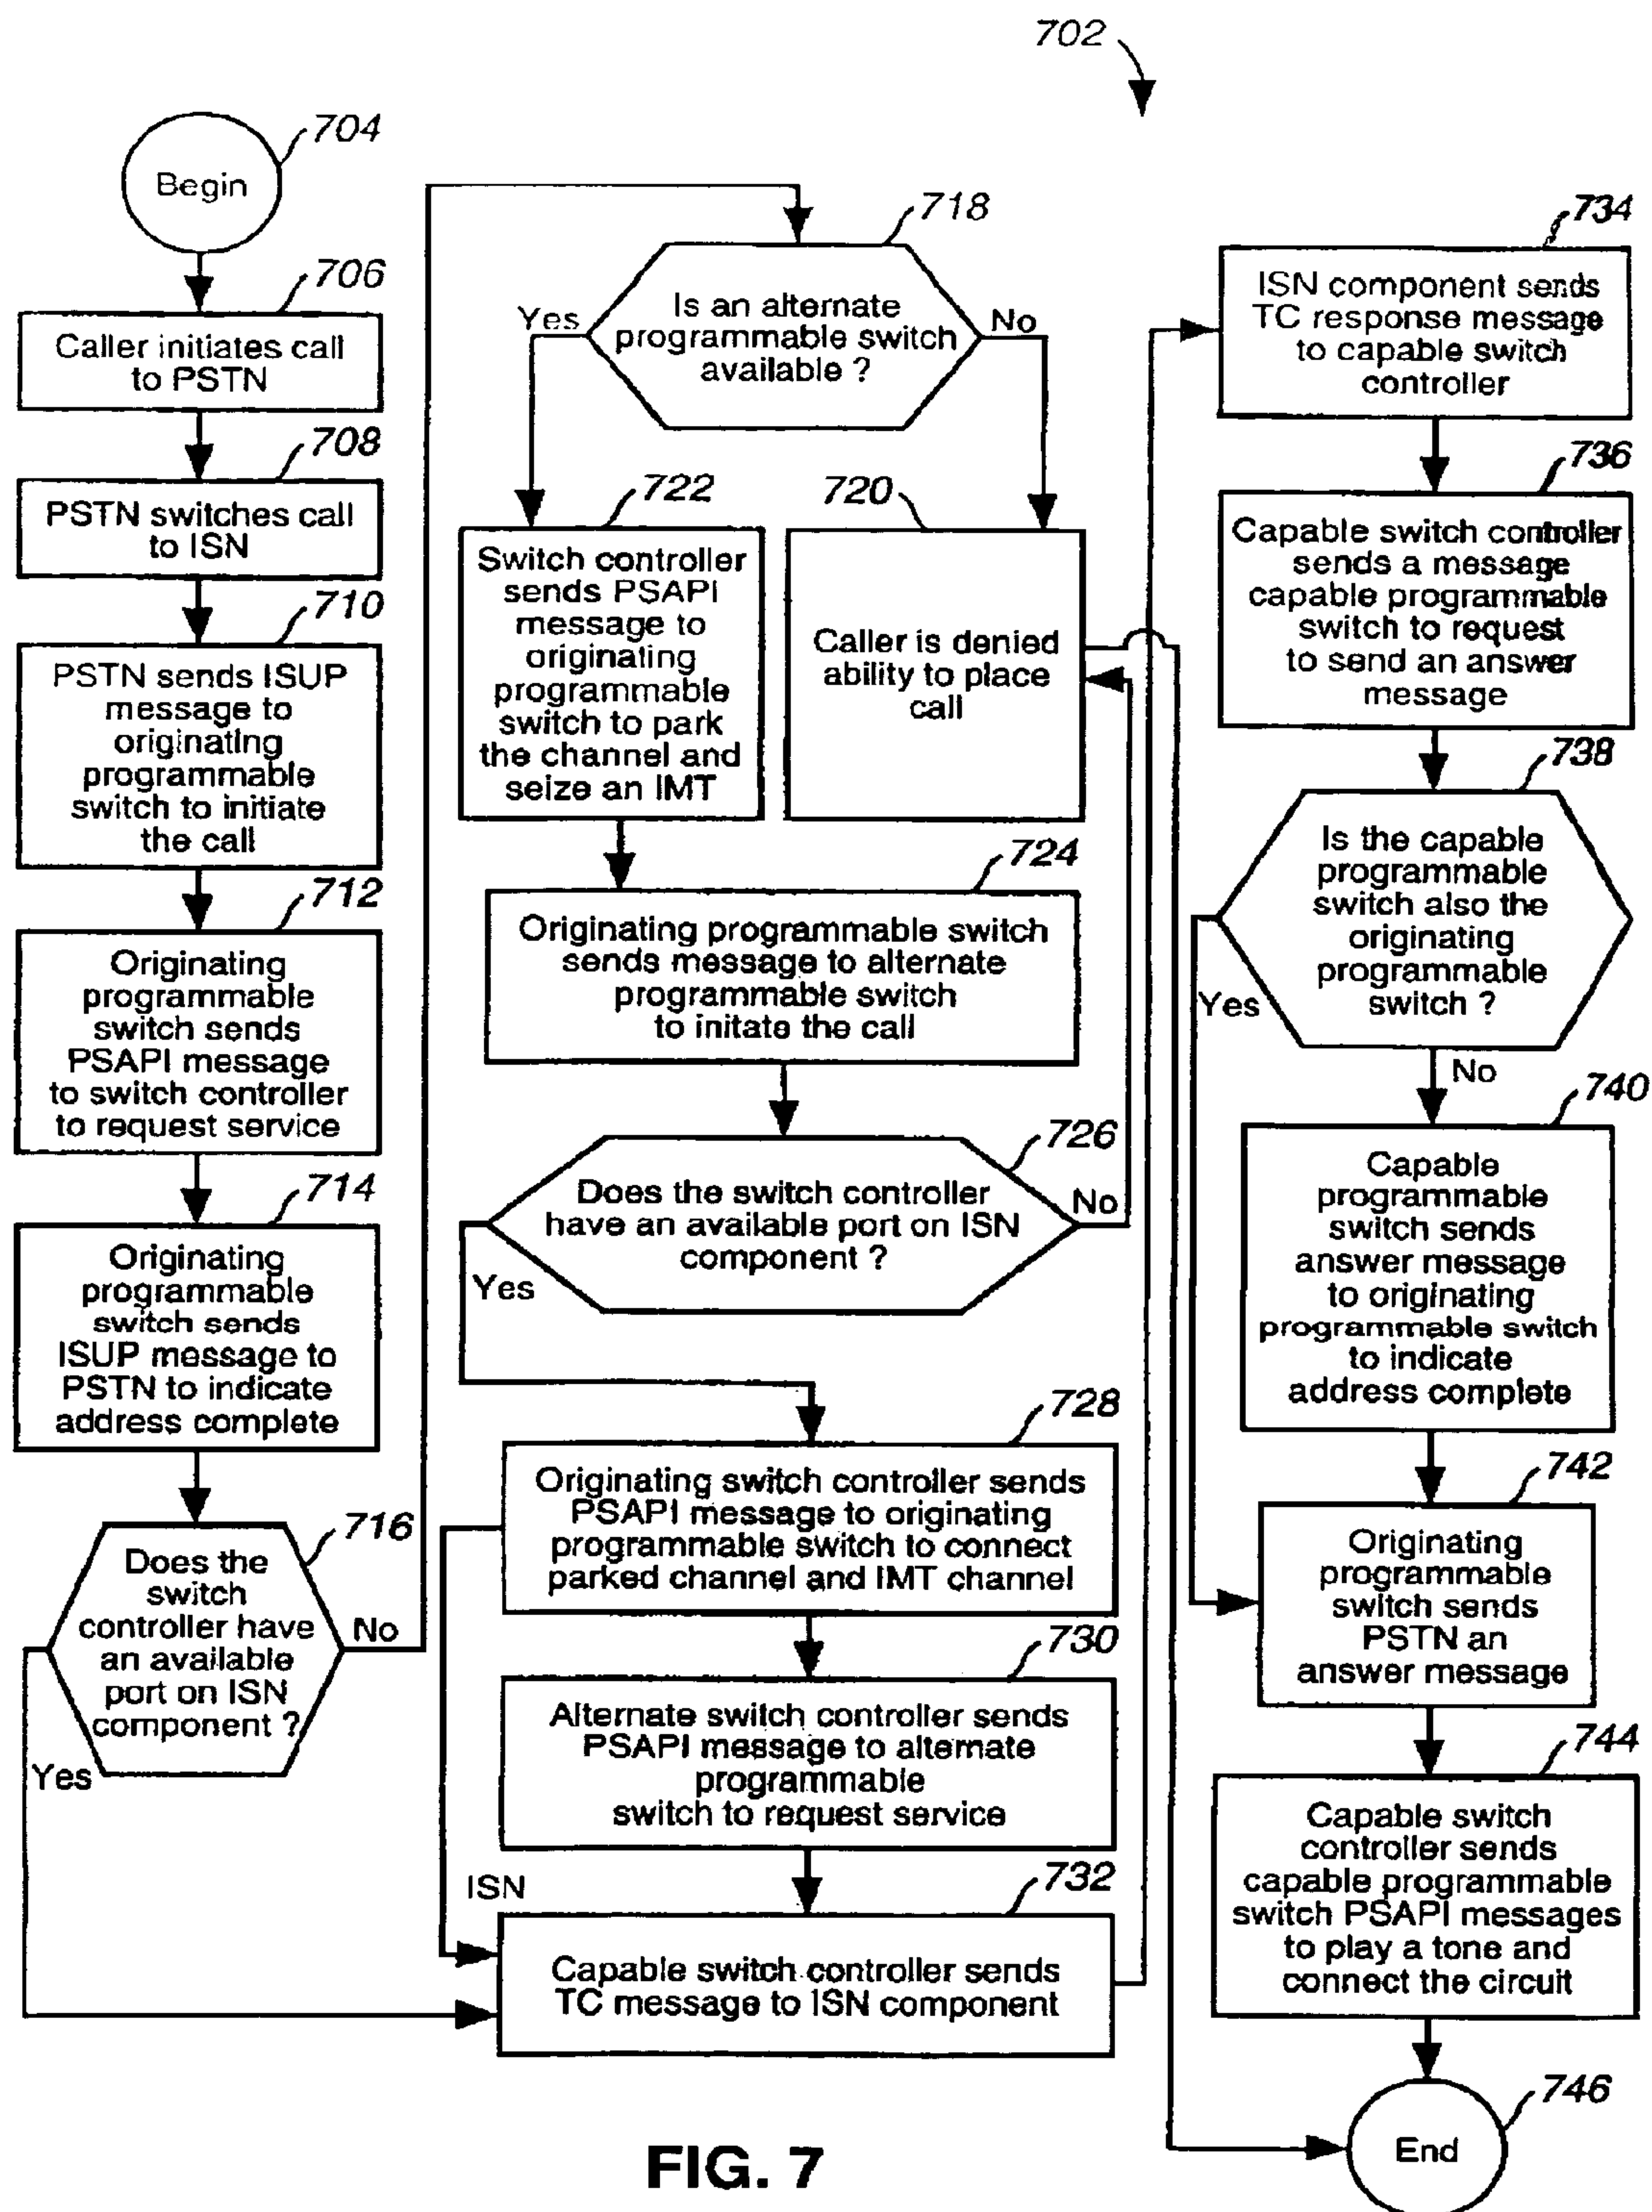 702
704
Begin
706
Caller initiates call
to PSTN
708
PSTN switches call
to ISN
710
PSTN sends ISUP
message to
originating
programmable
switch to initiate
the call
712
Originating
programmable
switch sends
PSAPI message
to switch controller
to request service
714
Originating
programmable
switch sends
ISUP message to
PSTN to indicate
address complete
716
Does the
switch
controller have
an available
port on ISN
component ?
No
Yes
718
Is an alternate
programmable switch
available ?
Yes
No
722
Switch controller
sends PSAPI
message to
originating
programmable
switch to park
the channel and
seize an IMT
720
Caller is denied
ability to place
call
724
Originating programmable switch
sends message to alternate
programmable switch
to initate the call
726
Does the switch controller
have an available port on ISN
component ?
No
Yes
728
Originating switch controller sends
PSAPI message to originating
programmable switch to connect
parked channel and IMT channel
730
Alternate switch controller sends
PSAPI message to alternate
programmable
switch to request service
ISN
732
Capable switch controller sends
TC message to ISN component
734
ISN component sends
TC response message
to capable switch
controller
736
Capable switch controller
sends a message
capable programmable
switch to request
to send an answer
message
738
Is the capable
programmable
switch also the
originating
programmable
switch ?
Yes
No
740
Capable
programmable
switch sends
answer message
to originating
programmable switch
to indicate
address complete
742
Originating
programmable
switch sends
PSTN an
answer message
744
Capable switch
controller sends
capable programmable
switch PSAPI messages
to play a tone and
connect the circuit
746
End
FIG. 7